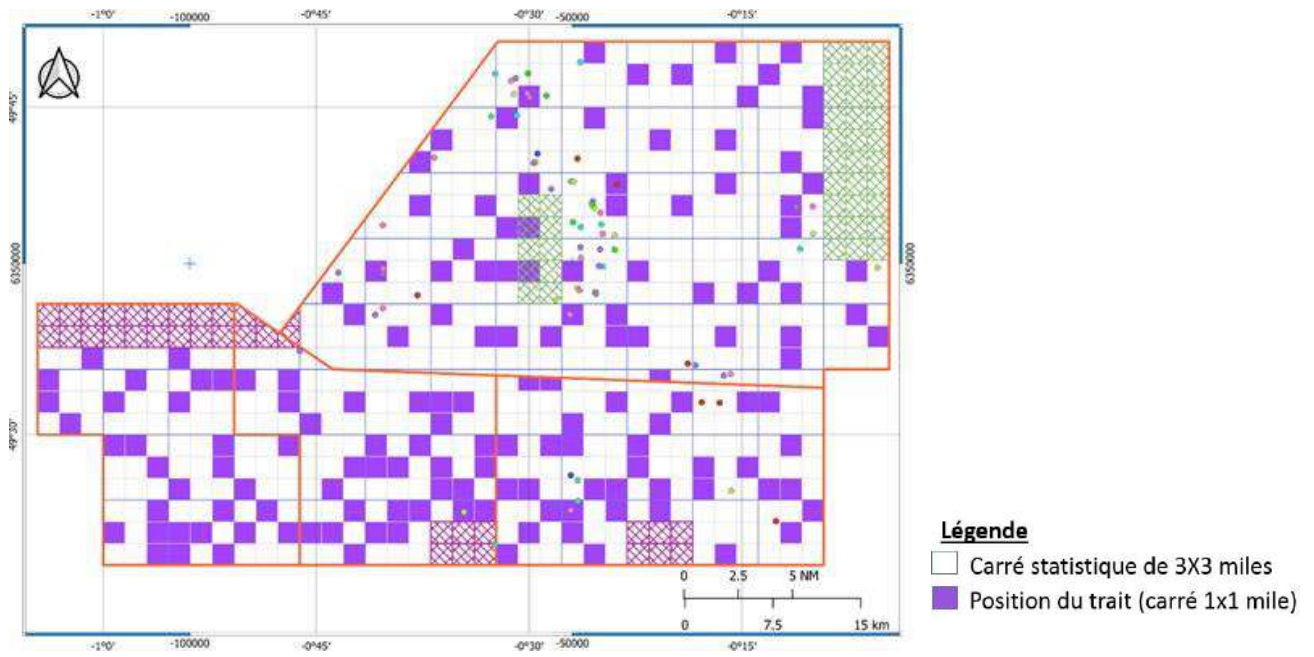 -1°0' -100000 -0°45' -0°30' -50000 -0°15'
49°45'
6350000 6350000
49°30'
0 2.5 5 NM
0 7.5 15 km
-1°0' -100000 -0°45' -0°30' -50000 -0°15'
Légende
Carré statistique de 3X3 miles
Position du trait (carré 1x1 mile)